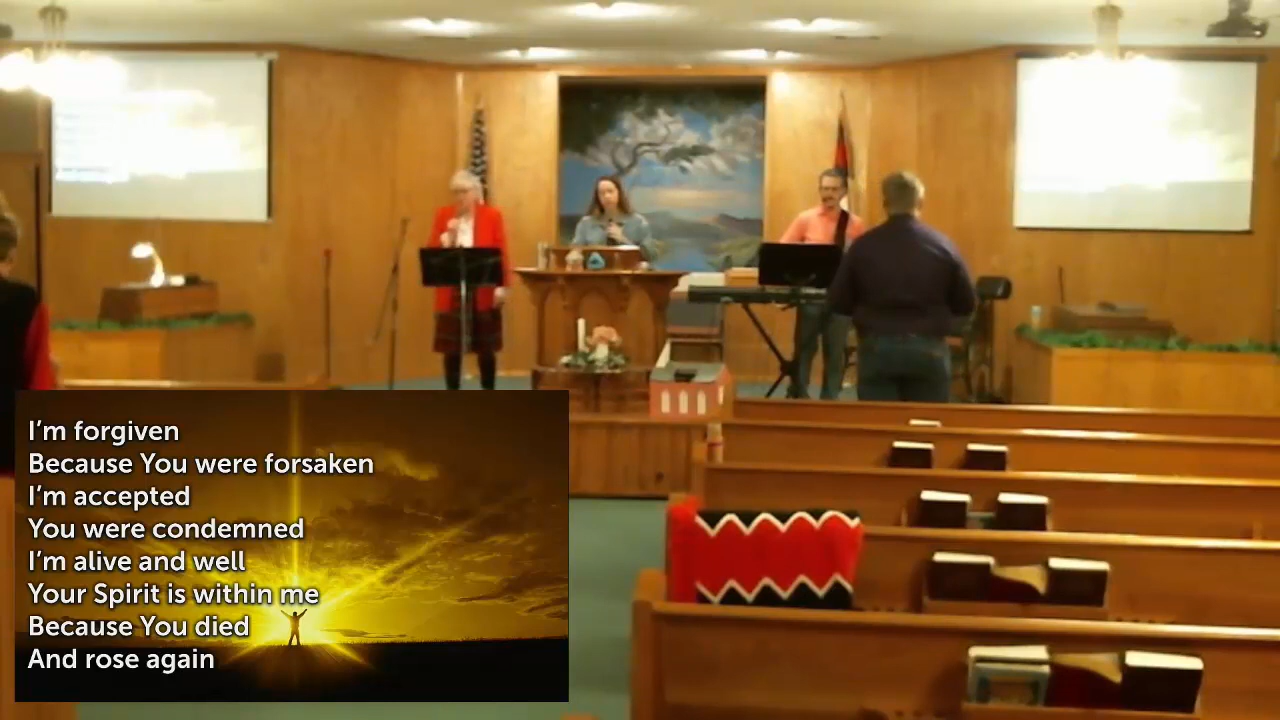 I'm forgiven
Because You were forsaken
I'm accepted
You were condemned
I'm alive and well
Your Spirit is within me
Because You died
And rose again